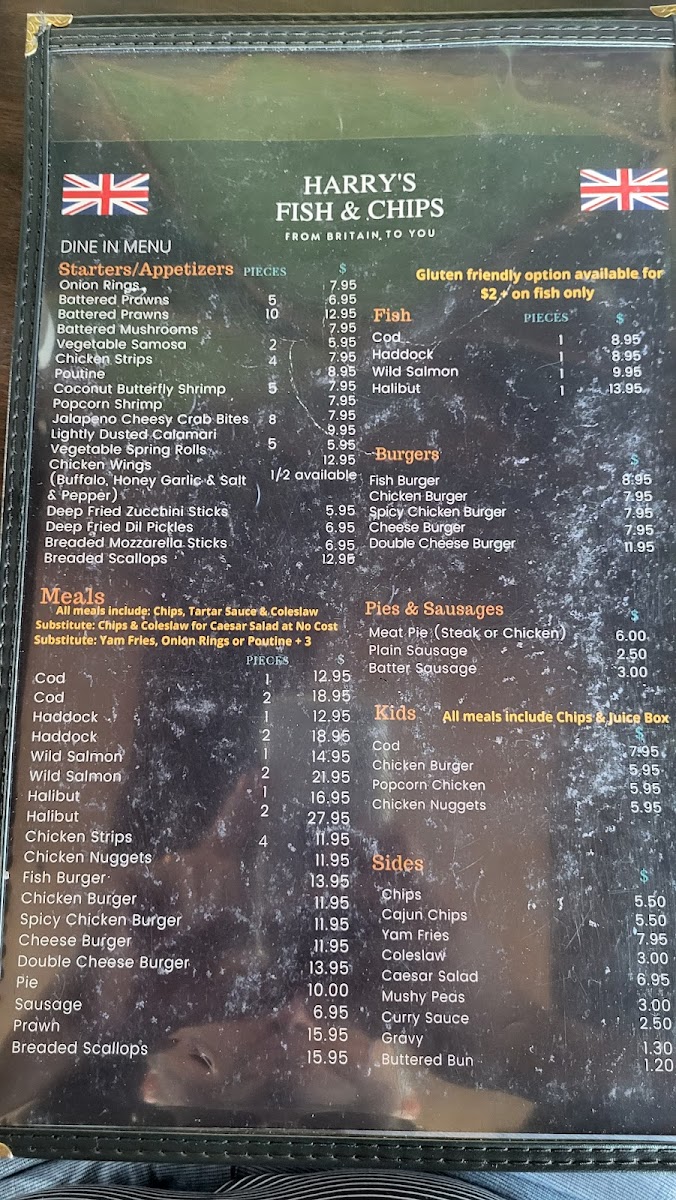 HARRY'S
FISH & CHIPS
FROM BRITAIN, TO YOU
DINE IN MENU
Starters/Appetizers PIECES $
Onion Rings 7.95
Battered Prawns 5 6.95
Battered Prawns 10 12.95
Battered Mushrooms 7.95
Vegetable Samosa 2 5.95
Chicken Strips 4 7.95
Poutine 8.95
Coconut Butterfly Shrimp 5 7.95
Popcorn Shrimp 7.95
Jalapeno Cheesy Crab Bites 8 7.95
Lightly Dusted Calamari 9.95
Vegetable Spring Rolls 5 5.95
Chicken Wings 12.95
(Buffalo, Honey Garlic & Salt 1/2 available
& Pepper)
Deep Fried Zucchini Sticks 5.95
Deep Fried Dil Pickles 6.95
Breaded Mozzarella Sticks 6.95
Breaded Scallops 12.95
Meals
All meals include: Chips, Tartar Sauce & Coleslaw
Substitute: Chips & Coleslaw for Caesar Salad at No Cost
Substitute: Yam Fries, Onion Rings or Poutine + 3
PIECES $
Cod 1 12.95
Cod 2 18.95
Haddock 1 12.95
Haddock 2 18.95
Wild Salmon 1 14.95
Wild Salmon 2 21.95
Halibut 1 16.95
Halibut 2 27.95
Chicken Strips 4 11.95
Chicken Nuggets 11.95
Fish Burger 13.95
Chicken Burger 11.95
Spicy Chicken Burger 11.95
Cheese Burger 11.95
Double Cheese Burger 13.95
Pie 10.00
Sausage 6.95
Prawn 15.95
Breaded Scallops 15.95
Gluten friendly option available for
$2 + on fish only
Fish PIECES $
Cod 1 8.95
Haddock 1 8.95
Wild Salmon 1 9.95
Halibut 1 13.95
Burgers $
Fish Burger 8.95
Chicken Burger 7.95
Spicy Chicken Burger 7.95
Cheese Burger 7.95
Double Cheese Burger 11.95
Pies & Sausages $
Meat Pie (Steak or Chicken) 6.00
Plain Sausage 2.50
Batter Sausage 3.00
Kids All meals include Chips & Juice Box
$
Cod 7.95
Chicken Burger 5.95
Popcorn Chicken 5.95
Chicken Nuggets 5.95
Sides $
Chips 5.50
Cajun Chips 5.50
Yam Fries 7.95
Coleslaw 3.00
Caesar Salad 6.95
Mushy Peas 3.00
Curry Sauce 2.50
Gravy 1.30
Buttered Bun 1.20